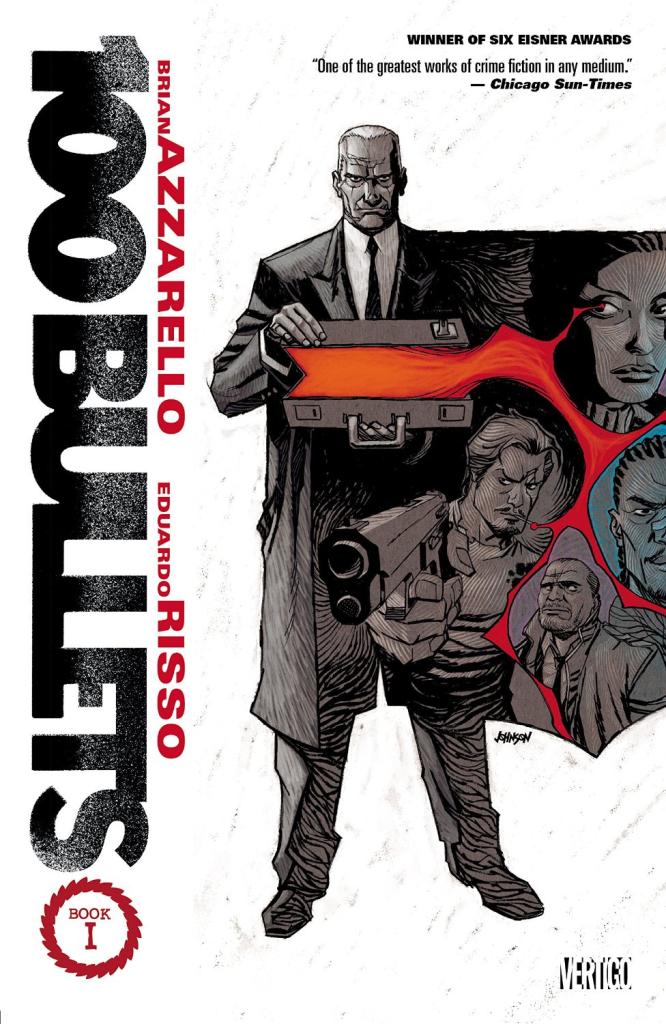 WINNER OF SIX EISNER AWARDS
“One of the greatest works of crime fiction in any medium.”
— Chicago Sun-Times
100 BULLETS
BRIAN AZZARELLO
EDUARDO RISSO
JOHNSON
BOOK
I
VERTIGO